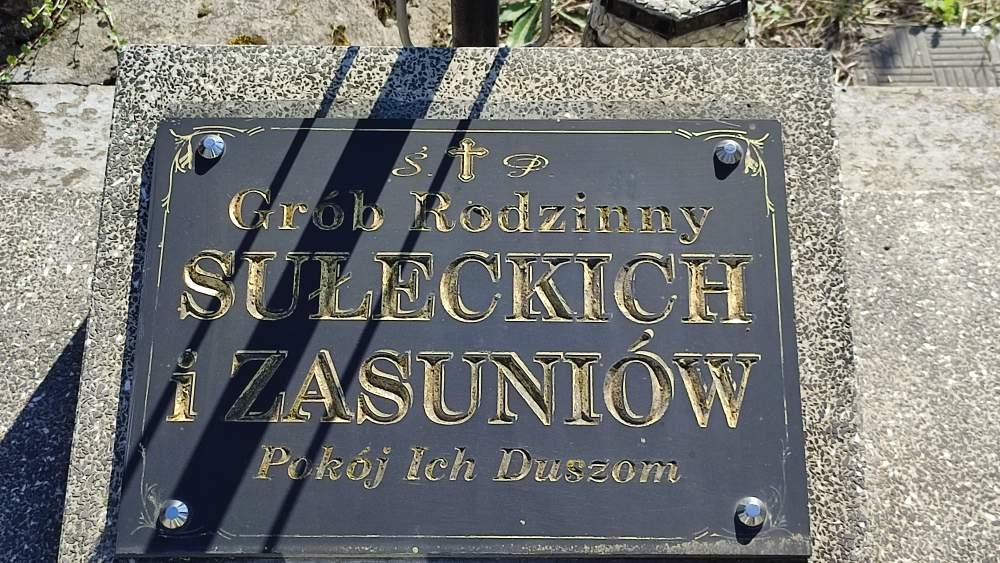 Ś. † P.
Grób Rodzinny
SUŁECKICH
i ZASUNIÓW
Pokój Ich Duszom